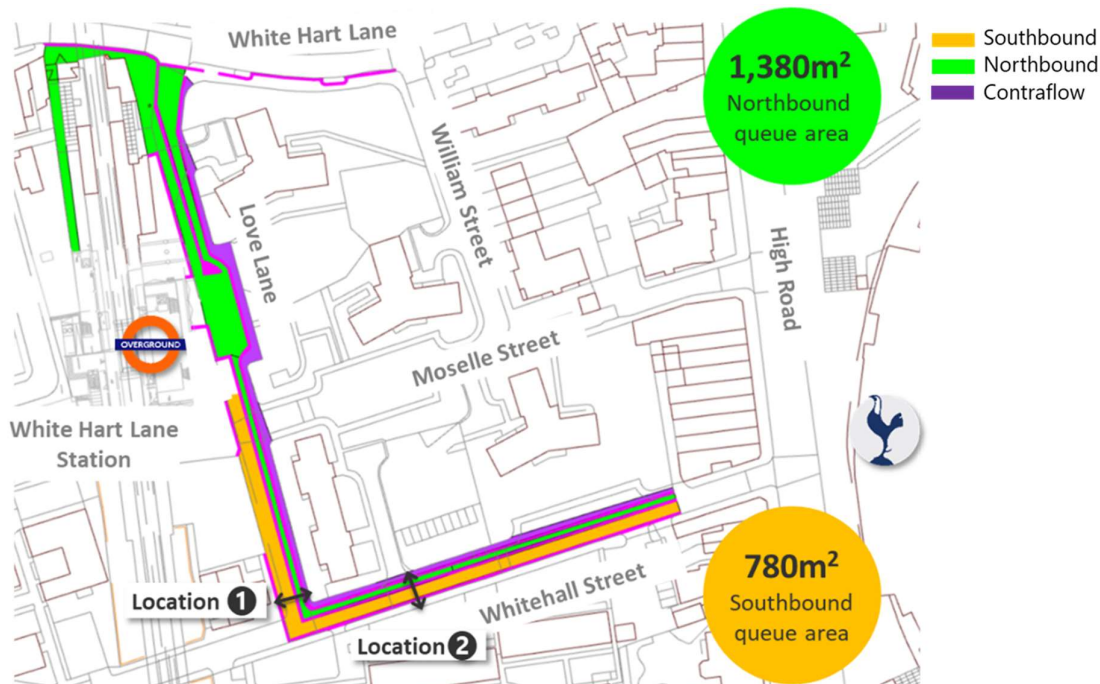 White Hart Lane
1,380m²
Northbound
queue area
Southbound
Northbound
Contraflow
William Street
Love Lane
High Road
OVERGROUND
Moselle Street
White Hart Lane
Station
780m²
Southbound
queue area
Whitehall Street
Location 1
Location 2